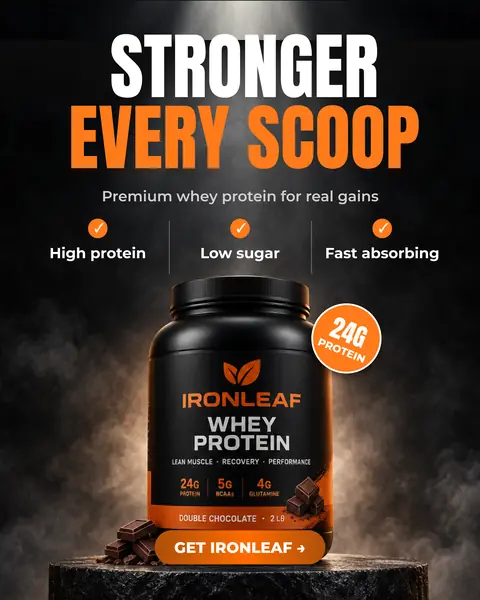 STRONGER
EVERY SCOOP
Premium whey protein for real gains
✓ ✓ ✓
High protein Low sugar Fast absorbing
24G
PROTEIN
IRONLEAF
WHEY
PROTEIN
LEAN MUSCLE • RECOVERY • PERFORMANCE
24G 5G 4G
PROTEIN BCAAs GLUTAMINE
DOUBLE CHOCOLATE • 2 LB
GET IRONLEAF →